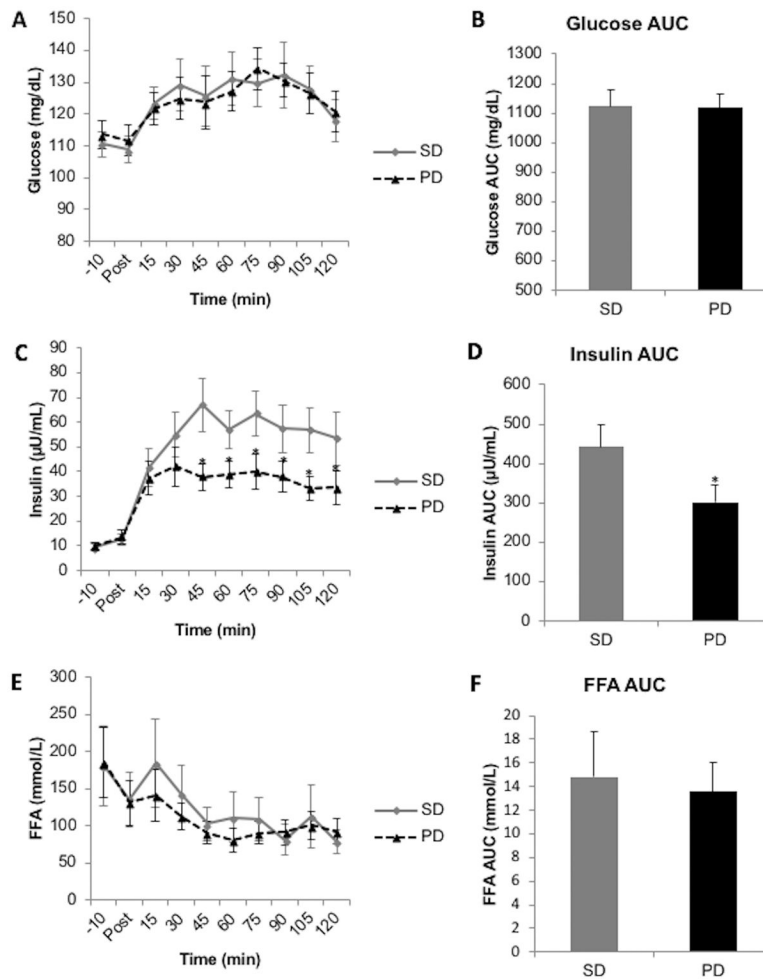 A
Glucose (mg/dL)
150
140
130
120
110
100
90
80
-10
Post
15
30
45
60
75
90
105
120
Time (min)
SD
PD
B
Glucose AUC
Glucose AUC (mg/dL)
1300
1200
1100
1000
900
800
700
600
500
SD
PD
C
Insulin (µU/mL)
90
80
70
60
50
40
30
20
10
0
*
*
*
*
*
*
-10
Post
15
30
45
60
75
90
105
120
Time (min)
SD
PD
D
Insulin AUC
Insulin AUC (µU/mL)
600
500
400
300
200
100
0
*
SD
PD
E
FFA (mmol/L)
300
250
200
150
100
50
0
-10
Post
15
30
45
60
75
90
105
120
Time (min)
SD
PD
F
FFA AUC
FFA AUC (mmol/L)
20
18
16
14
12
10
8
6
4
2
0
SD
PD